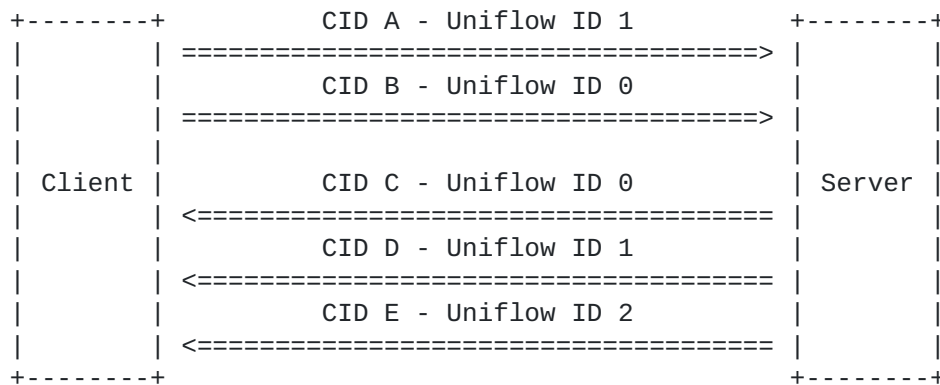 CID A - Uniflow ID 1
CID B - Uniflow ID 0
Client CID C - Uniflow ID 0 Server
CID D - Uniflow ID 1
CID E - Uniflow ID 2